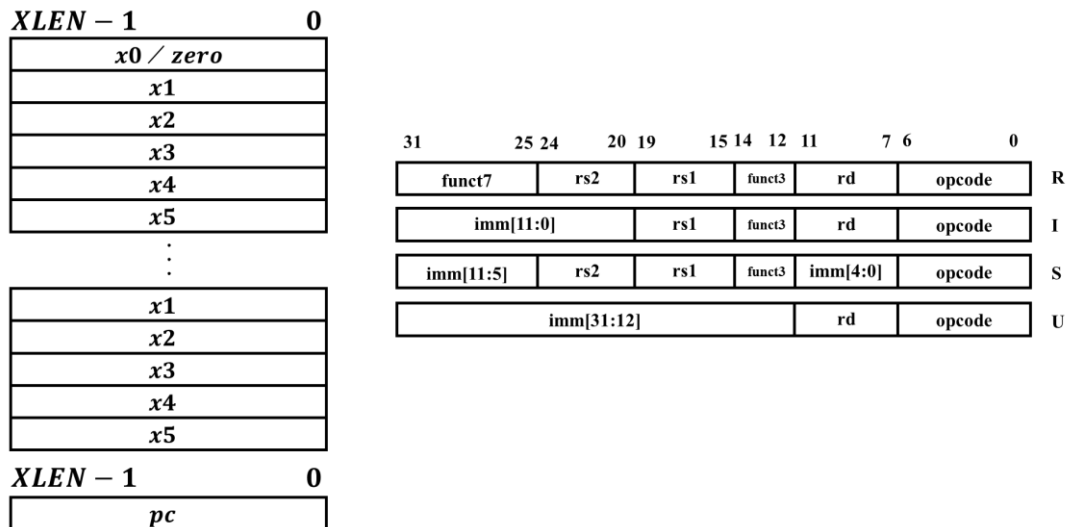 XLEN − 1 0
x0 / zero
x1
x2
x3
x4
x5
⋮
x1
x2
x3
x4
x5
XLEN − 1 0
pc
31 25 24 20 19 15 14 12 11 7 6 0
funct7 rs2 rs1 funct3 rd opcode R
imm[11:0] rs1 funct3 rd opcode I
imm[11:5] rs2 rs1 funct3 imm[4:0] opcode S
imm[31:12] rd opcode U